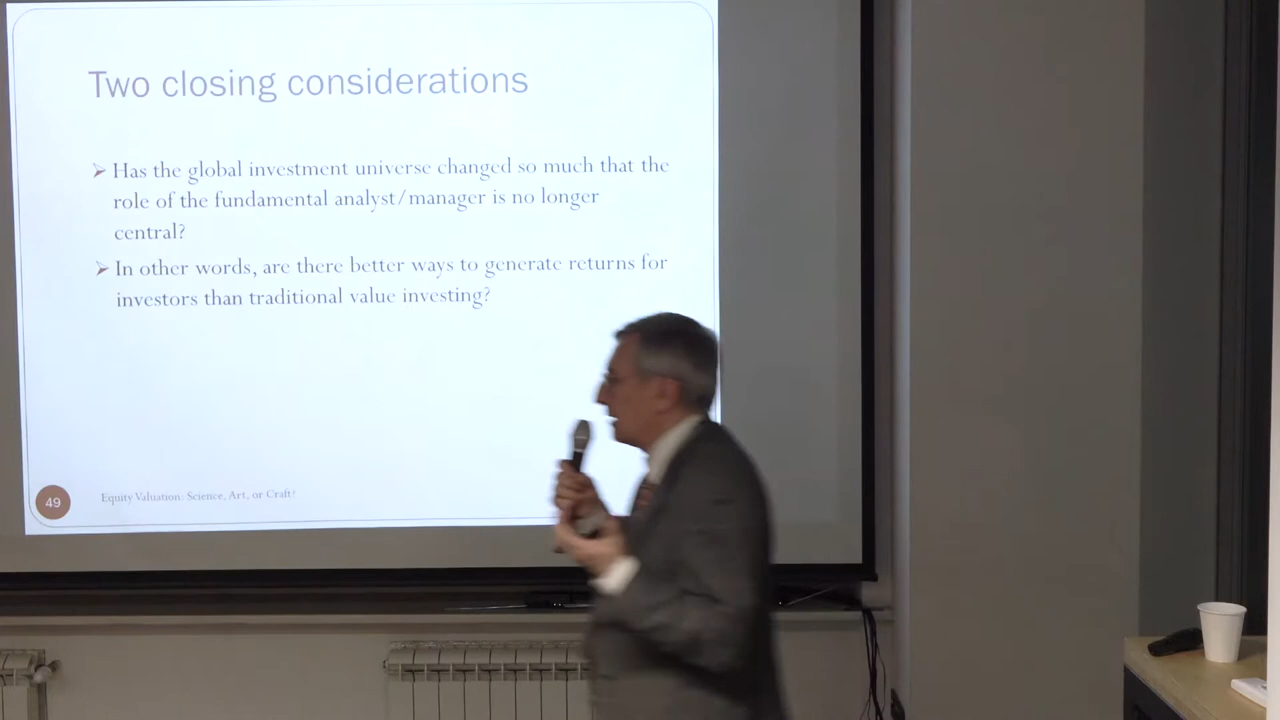 Two closing considerations
Has the global investment universe changed so much that the
role of the fundamental analyst/manager is no longer
central?
In other words, are there better ways to generate returns for
investors than traditional value investing?
49
Equity Valuation: Science, Art, or Craft?